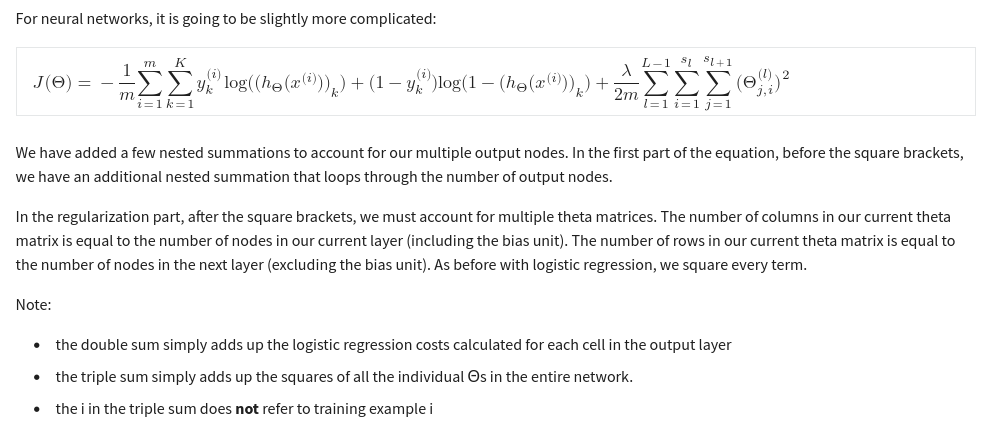 For neural networks, it is going to be slightly more complicated:
J(Θ) = − \frac{1}{m} \sum_{i=1}^{m} \sum_{k=1}^{K} y_k^{(i)} log((h_Θ(x^{(i)}))_k) + (1 − y_k^{(i)})log(1 − (h_Θ(x^{(i)}))_k) + \frac{λ}{2m} \sum_{l=1}^{L−1} \sum_{i=1}^{s_l} \sum_{j=1}^{s_{l+1}} (Θ_{j,i}^{(l)})^2
We have added a few nested summations to account for our multiple output nodes. In the first part of the equation, before the square brackets,
we have an additional nested summation that loops through the number of output nodes.
In the regularization part, after the square brackets, we must account for multiple theta matrices. The number of columns in our current theta
matrix is equal to the number of nodes in our current layer (including the bias unit). The number of rows in our current theta matrix is equal to
the number of nodes in the next layer (excluding the bias unit). As before with logistic regression, we square every term.
Note:
• the double sum simply adds up the logistic regression costs calculated for each cell in the output layer
• the triple sum simply adds up the squares of all the individual Θs in the entire network.
• the i in the triple sum does not refer to training example i